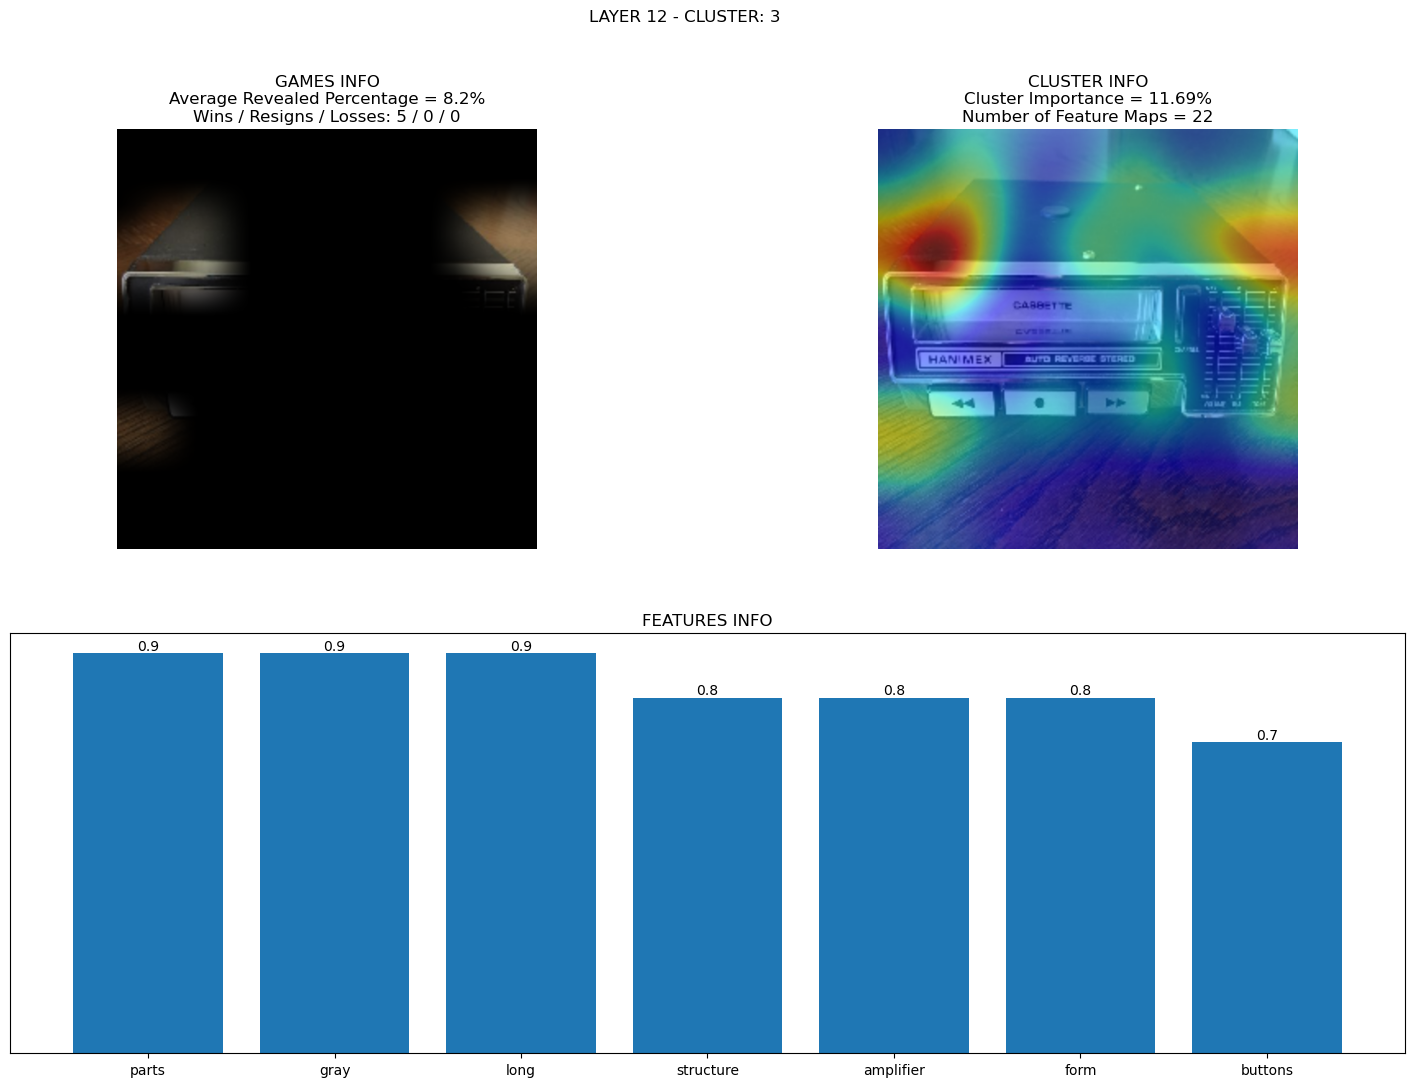 LAYER 12 - CLUSTER: 3
GAMES INFO
Average Revealed Percentage = 8.2%
Wins / Resigns / Losses: 5 / 0 / 0
CLUSTER INFO
Cluster Importance = 11.69%
Number of Feature Maps = 22
CASSETTE
HANIMEX AUTO REVERSE STEREO
FEATURES INFO
0.9 0.9 0.9 0.8 0.8 0.8 0.7
parts gray long structure amplifier form buttons